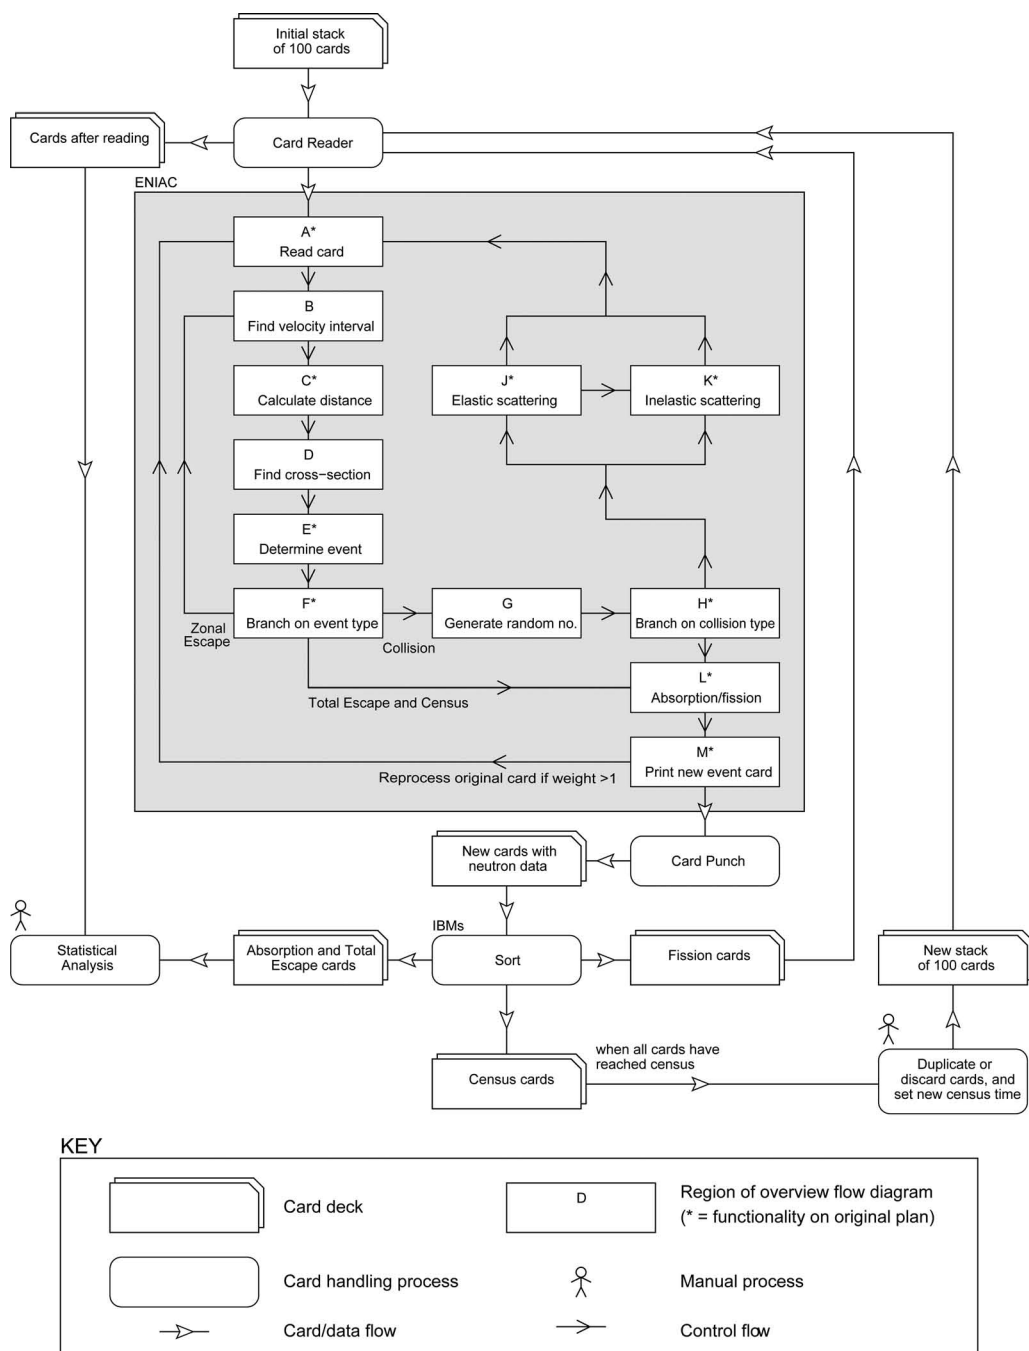 Initial stack
of 100 cards
Cards after reading
Card Reader
ENIAC
A*
Read card
B
Find velocity interval
C*
Calculate distance
J*
Elastic scattering
K*
Inelastic scattering
D
Find cross-section
E*
Determine event
F*
Branch on event type
G
Generate random no.
H*
Branch on collision type
Zonal
Escape
Collision
L*
Absorption/fission
Total Escape and Census
M*
Print new event card
Reprocess original card if weight >1
New cards with
neutron data
Card Punch
IBMs
Statistical
Analysis
Absorption and Total
Escape cards
Sort
Fission cards
New stack
of 100 cards
Census cards
when all cards have
reached census
Duplicate or
discard cards, and
set new census time
KEY
Card deck
D
Region of overview flow diagram
(* = functionality on original plan)
Card handling process
Manual process
Card/data flow
Control flow